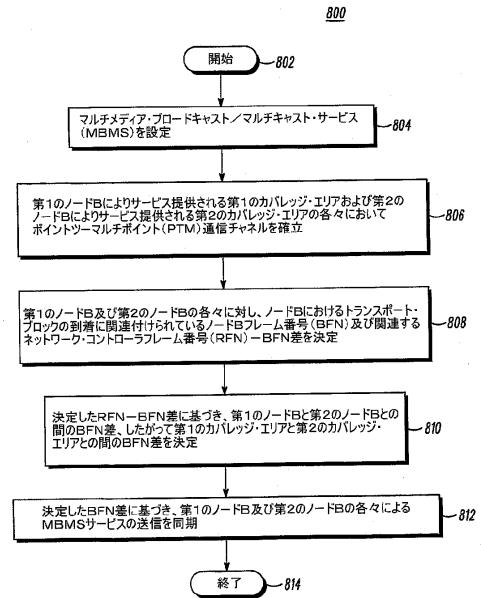 800
開始
802
マルチメディア・ブロードキャスト／マルチキャスト・サービス
（MBMS）を設定
804
第1のノードBによりサービス提供される第1のカバレッジ・エリアおよび第2の
ノードBによりサービス提供される第2のカバレッジ・エリアの各々において
ポイントツーマルチポイント（PTM）通信チャネルを確立
806
第1のノードB及び第2のノードBの各々に対し、ノードBにおけるトランスポート・
ブロックの到着に関連付けられているノードBフレーム番号（BFN）及び関連する
ネットワーク・コントローラフレーム番号（RFN）－BFN差を決定
808
決定したRFN－BFN差に基づき、第1のノードBと第2のノードBとの
間のBFN差、したがって第1のカバレッジ・エリアと第2のカバレッジ・
エリアとの間のBFN差を決定
810
決定したBFN差に基づき、第1のノードB及び第2のノードBの各々による
MBMSサービスの送信を同期
812
終了
814